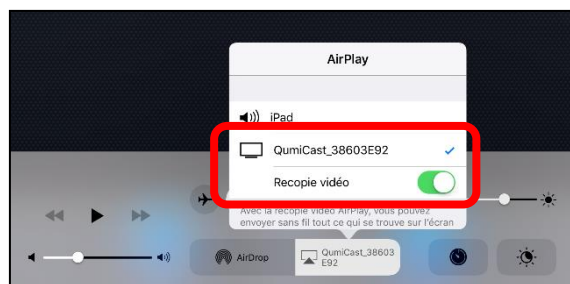 AirPlay
iPad
QumiCast_38603E92
Recopie vidéo
Avec la recopie vidéo AirPlay, vous pouvez
envoyer sans fil tout ce qui se trouve sur l'écran
AirDrop
QumiCast_38603
E92